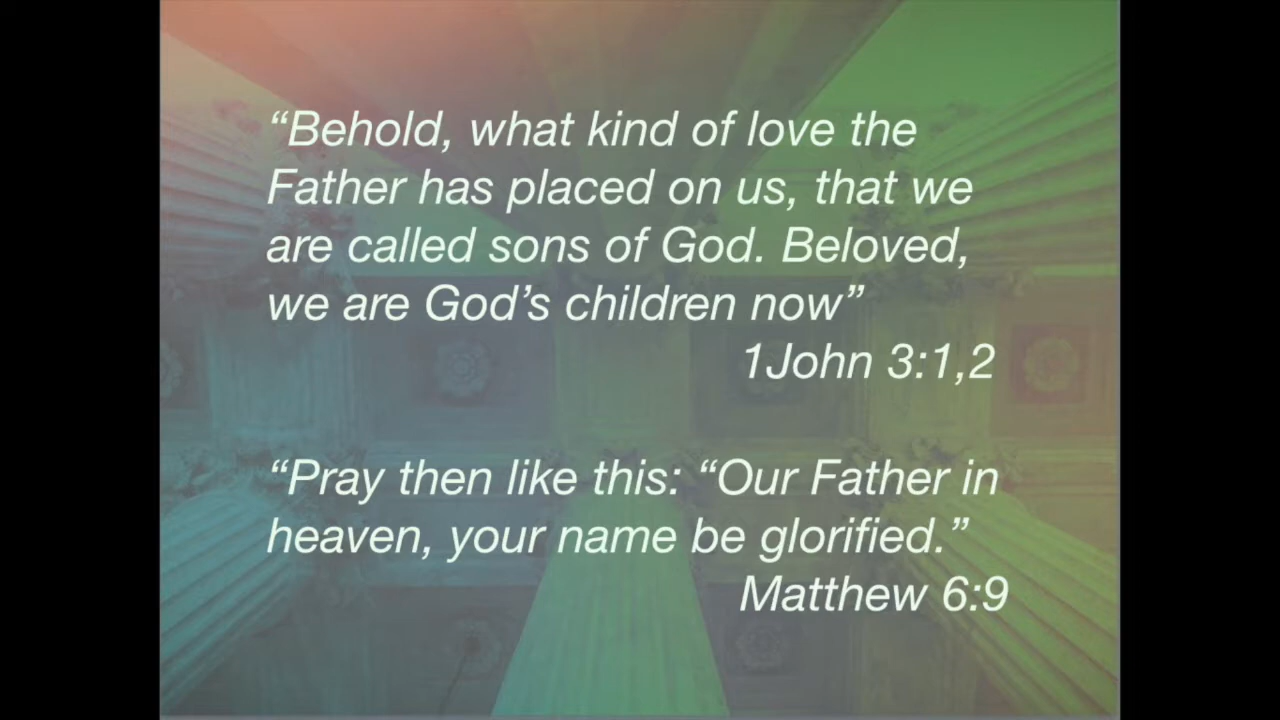 “Behold, what kind of love the
Father has placed on us, that we
are called sons of God. Beloved,
we are God’s children now”
1John 3:1,2
“Pray then like this: “Our Father in
heaven, your name be glorified.”
Matthew 6:9